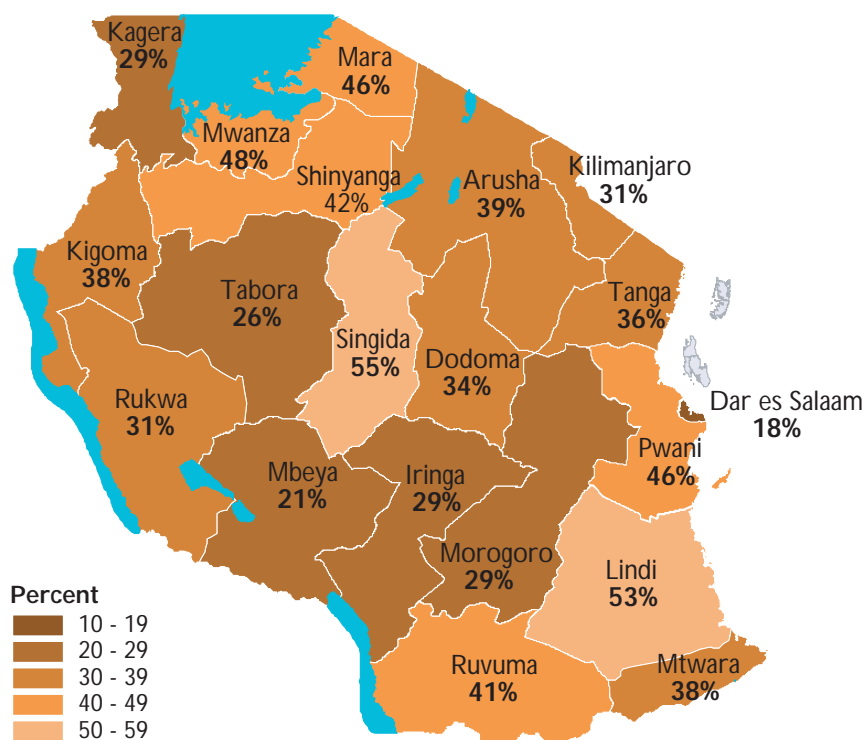 Kagera
29%
Mara
46%
Mwanza
48%
Shinyanga
42%
Arusha
39%
Kilimanjaro
31%
Kigoma
38%
Tabora
26%
Singida
55%
Dodoma
34%
Tanga
36%
Dar es Salaam
18%
Rukwa
31%
Pwani
46%
Mbeya
21%
Iringa
29%
Morogoro
29%
Lindi
53%
Ruvuma
41%
Mtwara
38%
Percent
10 - 19
20 - 29
30 - 39
40 - 49
50 - 59